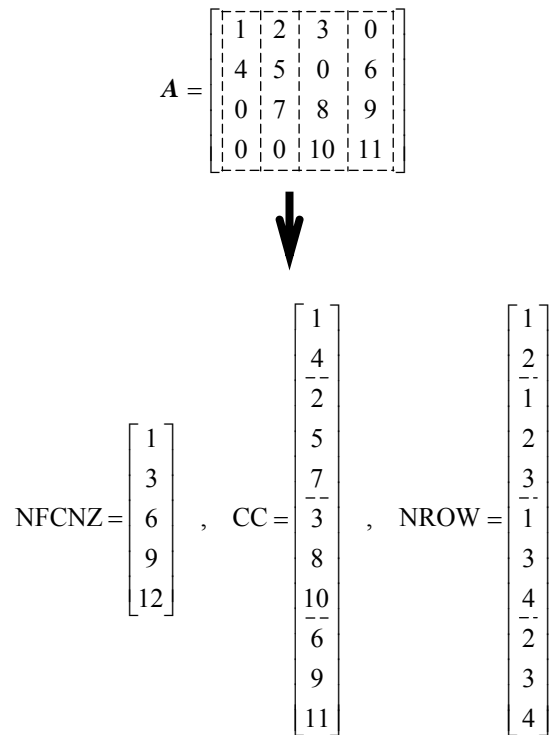 A = [ 1 2 3 0
4 5 0 6
0 7 8 9
0 0 10 11 ]
NFCNZ = [ 1
3
6
9
12 ] ,
CC = [ 1
4
2
5
7
3
8
10
6
9
11 ] ,
NROW = [ 1
2
1
2
3
1
3
4
2
3
4 ]